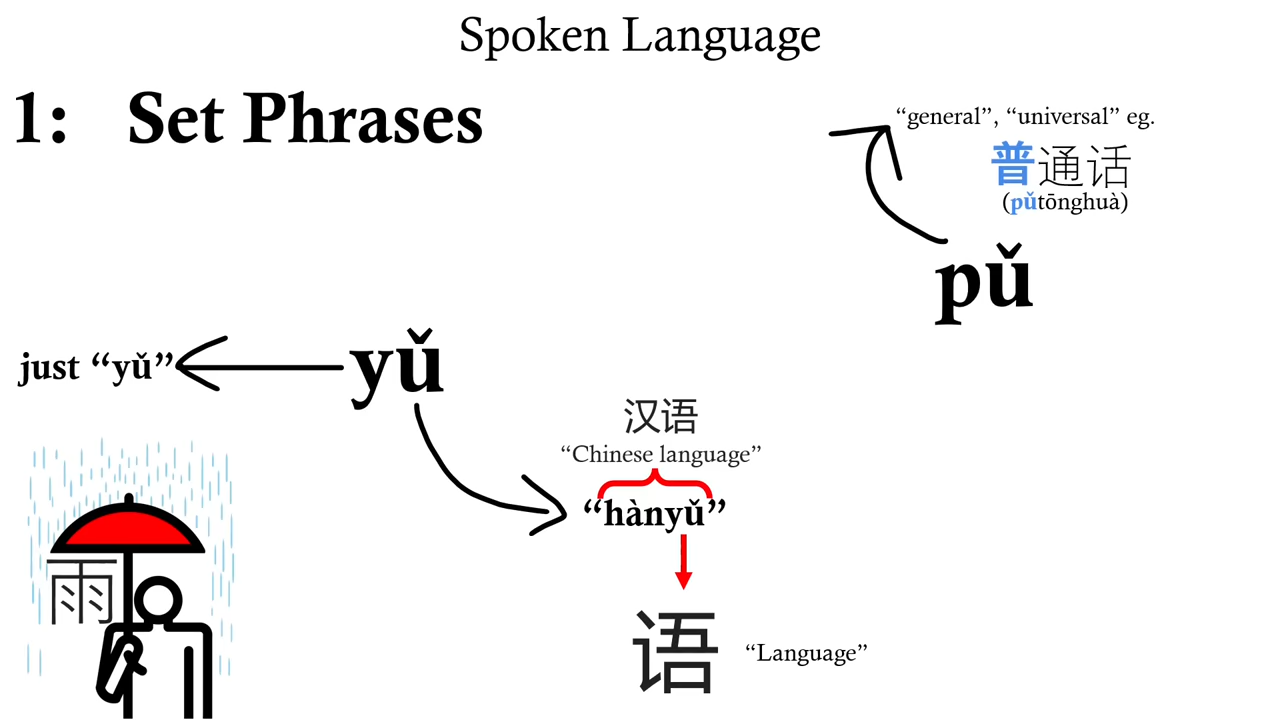 Spoken Language
1: Set Phrases
“general”, “universal” eg.
普通话
(pǔtōnghuà)
pǔ
just “yǔ”
yǔ
汉语
“Chinese language”
“hànyǔ”
雨
语
“Language”